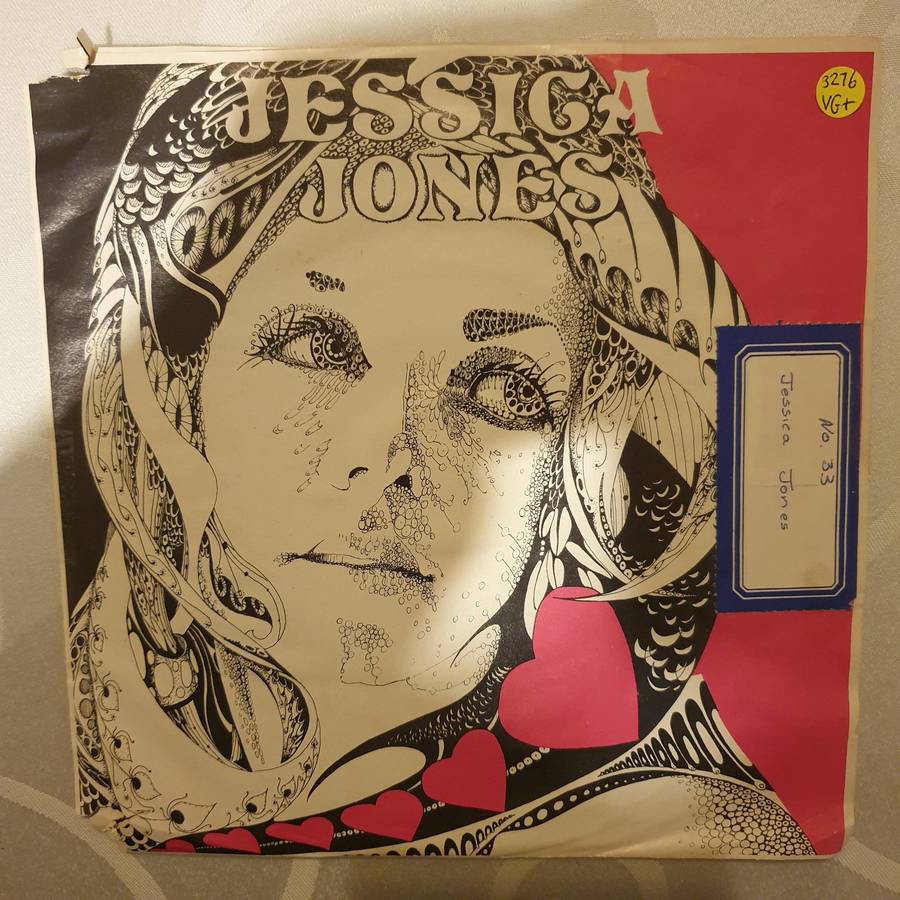 JESSICA
JONES
3276
VG+
No. 33
Jessica Jones